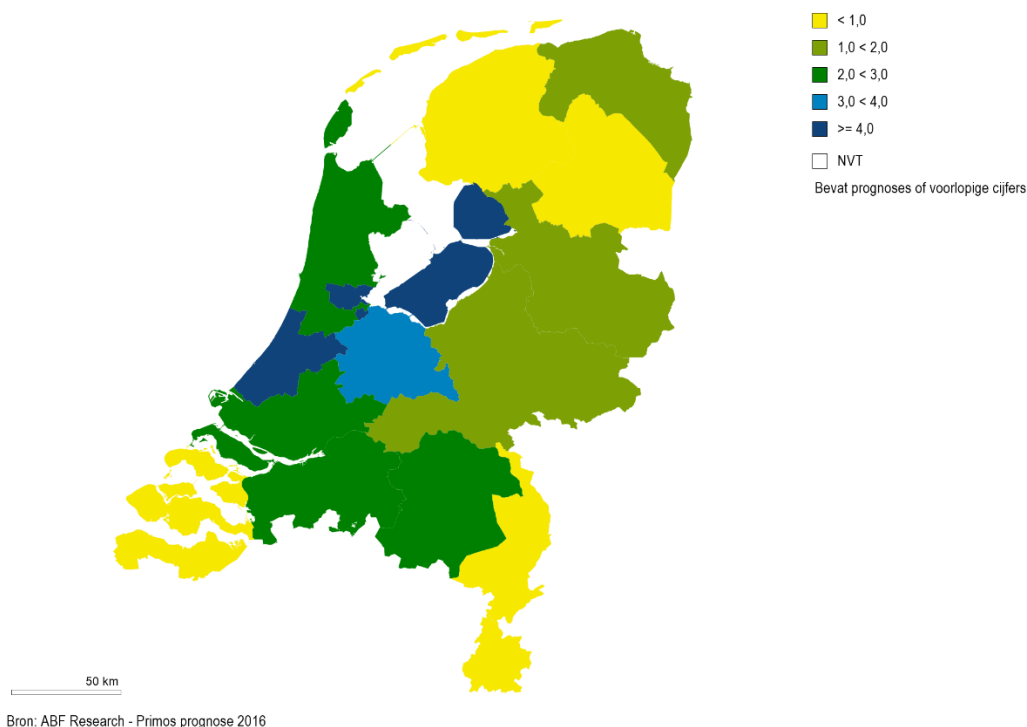 < 1,0
1,0 < 2,0
2,0 < 3,0
3,0 < 4,0
>= 4,0
NVT
Bevat prognoses of voorlopige cijfers
50 km
Bron: ABF Research - Primos prognose 2016